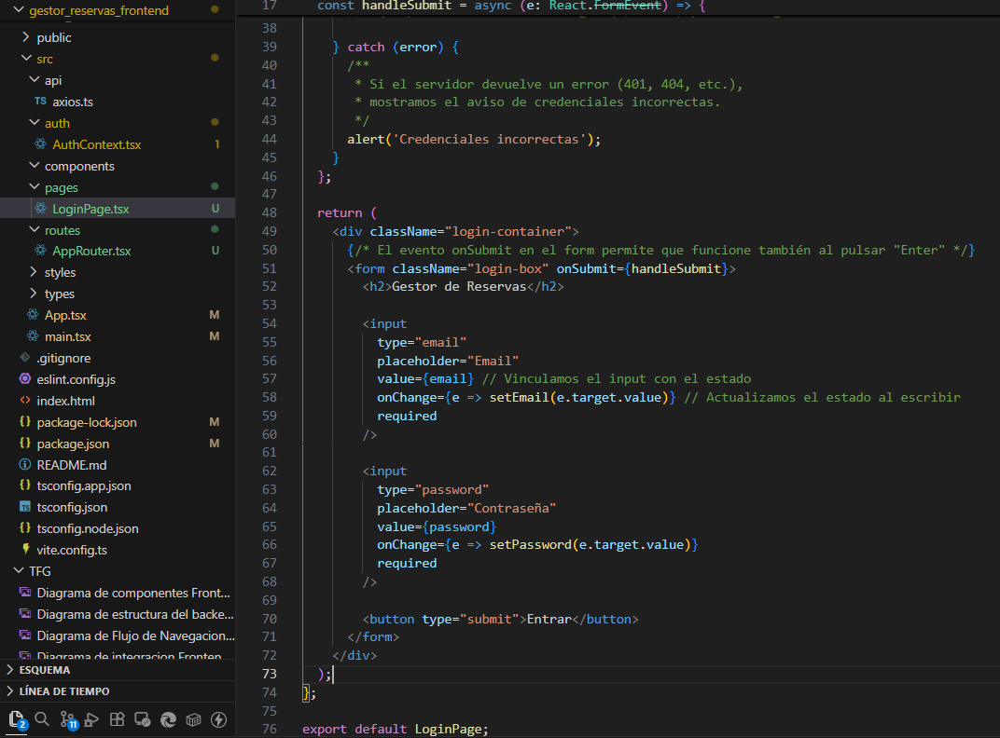 gestor_reservas_frontend
public
src
api
TS axios.ts
auth
AuthContext.tsx 1
components
pages
LoginPage.tsx U
routes
AppRouter.tsx U
styles
types
App.tsx M
main.tsx M
.gitignore
eslint.config.js
<> index.html
{} package-lock.json M
{} package.json M
README.md
{} tsconfig.app.json
TS tsconfig.json
{} tsconfig.node.json
vite.config.ts
TFG
Diagrama de componentes Front...
Diagrama de estructura del backe...
Diagrama de Flujo de Navegacion...
Diagrama de integracion Fronten
ESQUEMA
LÍNEA DE TIEMPO
2
11
17 const handleSubmit = async (e: React.FormEvent) => {
38
39 } catch (error) {
40 /**
41 * Si el servidor devuelve un error (401, 404, etc.),
42 * mostramos el aviso de credenciales incorrectas.
43 */
44 alert('Credenciales incorrectas');
45 }
46 };
47
48 return (
49 <div className="login-container">
50 {/* El evento onSubmit en el form permite que funcione también al pulsar "Enter" */}
51 <form className="login-box" onSubmit={handleSubmit}>
52 <h2>Gestor de Reservas</h2>
53
54 <input
55 type="email"
56 placeholder="Email"
57 value={email} // Vinculamos el input con el estado
58 onChange={e => setEmail(e.target.value)} // Actualizamos el estado al escribir
59 required
60 />
61
62 <input
63 type="password"
64 placeholder="Contraseña"
65 value={password}
66 onChange={e => setPassword(e.target.value)}
67 required
68 />
69
70 <button type="submit">Entrar</button>
71 </form>
72 </div>
73 );
74 };
75
76 export default LoginPage;